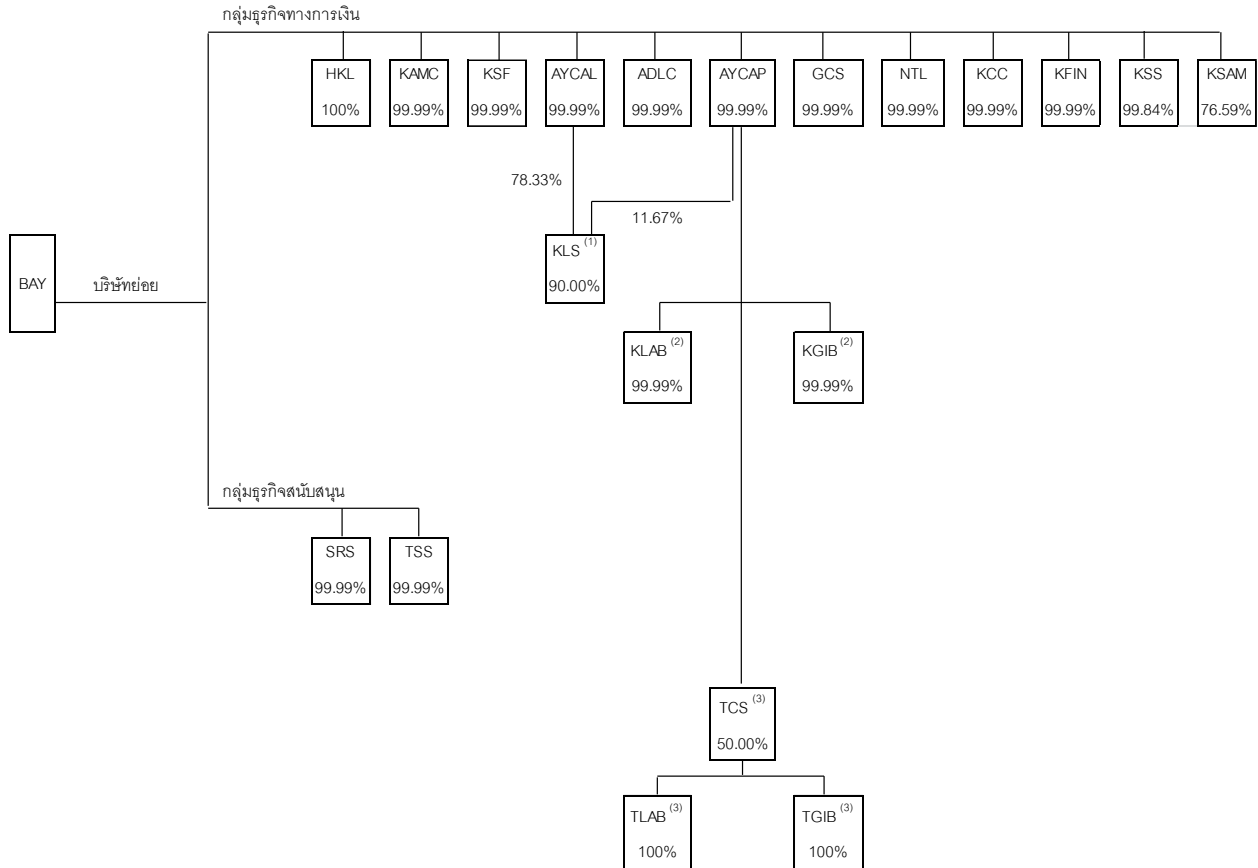 กลุ่มธุรกิจทางการเงิน
HKL KAMC KSF AYCAL ADLC AYCAP GCS NTL KCC KFIN KSS KSAM
100% 99.99% 99.99% 99.99% 99.99% 99.99% 99.99% 99.99% 99.99% 99.99% 99.84% 76.59%
78.33%
11.67%
KLS (1)
90.00%
BAY
บริษัทย่อย
KLAB (2) KGIB (2)
99.99% 99.99%
กลุ่มธุรกิจสนับสนุน
SRS TSS
99.99% 99.99%
TCS (3)
50.00%
TLAB (3) TGIB (3)
100% 100%